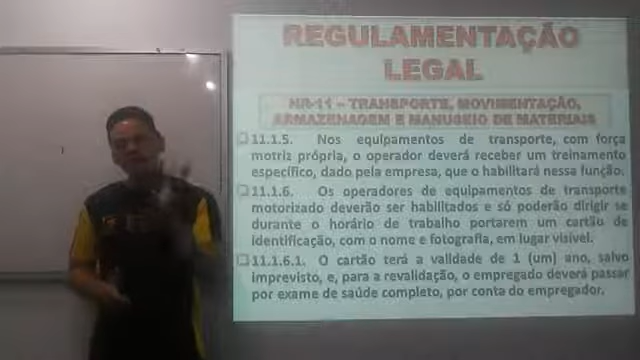 REGULAMENTAÇÃO
LEGAL
NR-11 – TRANSPORTE, MOVIMENTAÇÃO,
ARMAZENAGEM E MANUSEIO DE MATERIAIS
11.1.5. Nos equipamentos de transporte, com força
motriz própria, o operador deverá receber um treinamento
específico, dado pela empresa, que o habilitará nessa função.
11.1.6. Os operadores de equipamentos de transporte
motorizado deverão ser habilitados e só poderão dirigir se
durante o horário de trabalho portarem um cartão de
identificação, com o nome e fotografia, em lugar visível.
11.1.6.1. O cartão terá a validade de 1 (um) ano, salvo
imprevisto, e, para a revalidação, o empregado deverá passar
por exame de saúde completo, por conta do empregador.